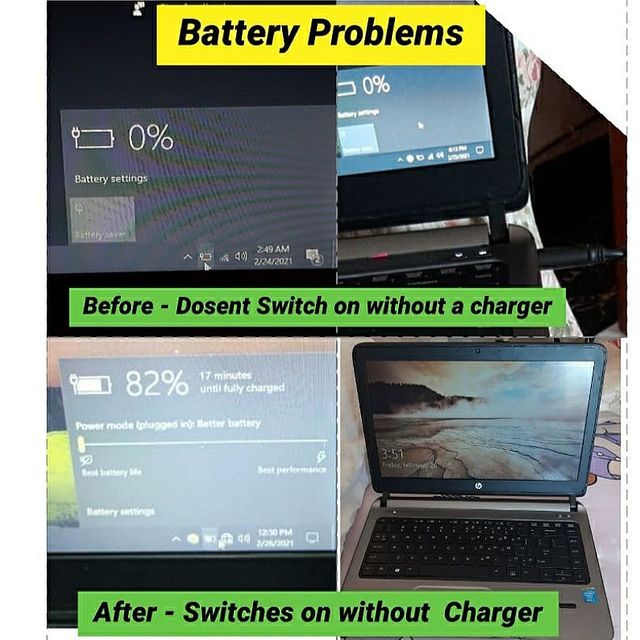 Battery Problems
0%
Battery settings
Battery saver
2:49 AM
2/24/2021
0%
Battery settings
Before - Dosent Switch on without a charger
82%
17 minutes
until fully charged
Power mode (plugged in): Better battery
Best battery life
Best performance
Battery settings
12:30 PM
2/26/2021
3:51
Friday, February 26
hp
After - Switches on without Charger